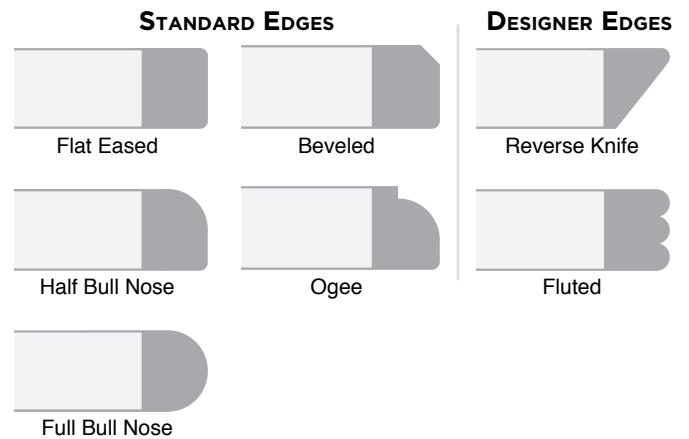 STANDARD EDGES
DESIGNER EDGES
Flat Eased
Beveled
Reverse Knife
Half Bull Nose
Ogee
Fluted
Full Bull Nose